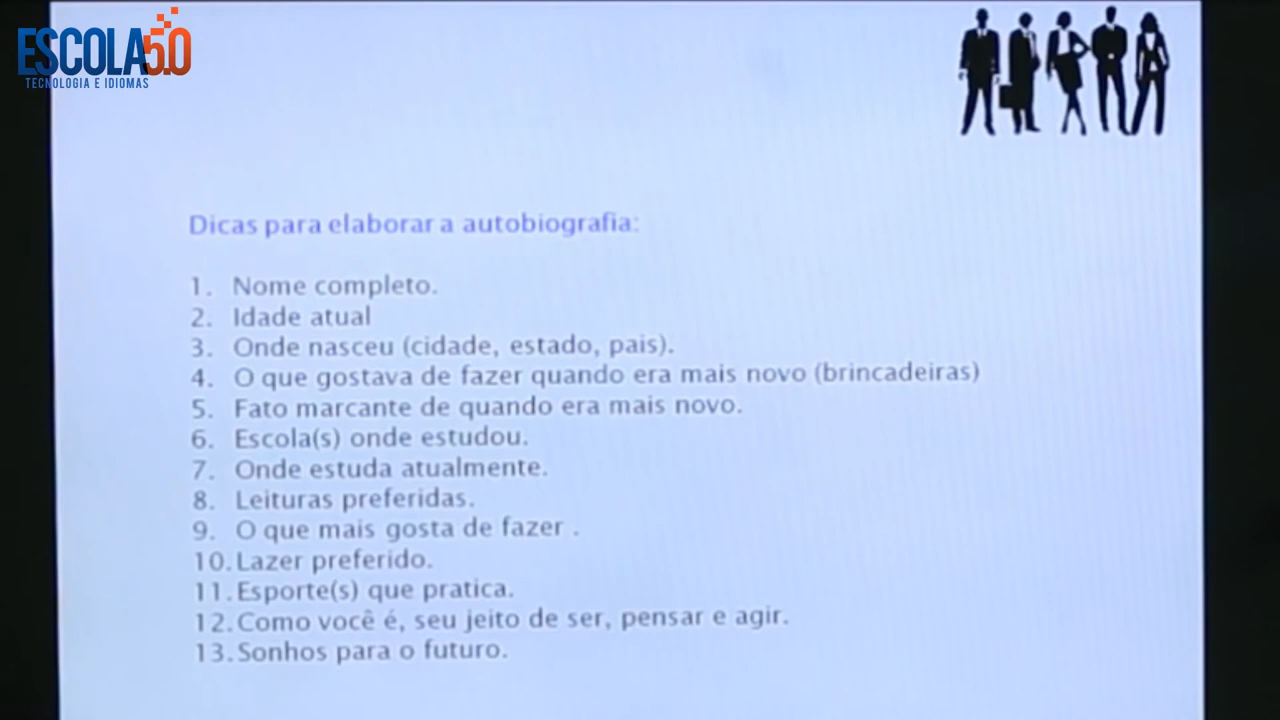 ESCOLA5.0
TECNOLOGIA E IDIOMAS
Dicas para elaborar a autobiografia:
1. Nome completo.
2. Idade atual
3. Onde nasceu (cidade, estado, pais).
4. O que gostava de fazer quando era mais novo (brincadeiras)
5. Fato marcante de quando era mais novo.
6. Escola(s) onde estudou.
7. Onde estuda atualmente.
8. Leituras preferidas.
9. O que mais gosta de fazer .
10. Lazer preferido.
11. Esporte(s) que pratica.
12. Como você é, seu jeito de ser, pensar e agir.
13. Sonhos para o futuro.